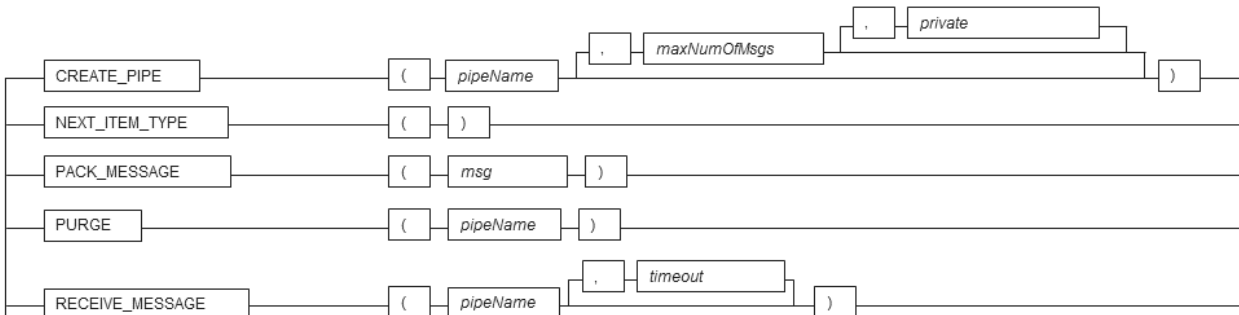 , private
, maxNumOfMsgs
CREATE_PIPE ( pipeName )
NEXT_ITEM_TYPE ( )
PACK_MESSAGE ( msg )
PURGE ( pipeName )
, timeout
RECEIVE_MESSAGE ( pipeName )